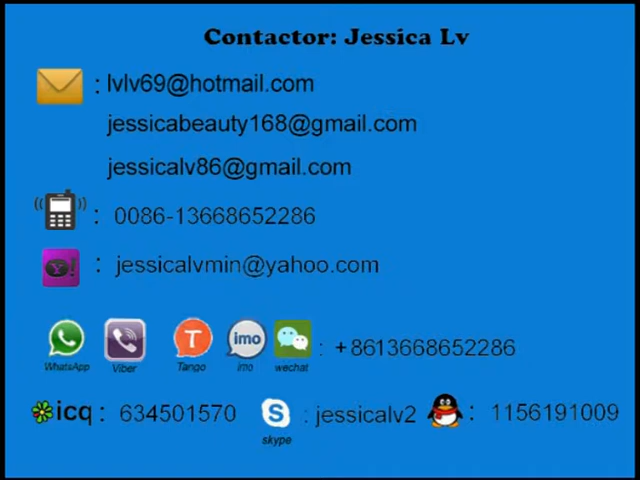 Contactor: Jessica Lv
: lvlv69@hotmail.com
jessicabeauty168@gmail.com
jessicalv86@gmail.com
: 0086-13668652286
Y! : jessicalvmin@yahoo.com
T imo
WhatsApp Viber Tango imo wechat : +8613668652286
icq : 634501570 S : jessicalv2 : 1156191009
skype